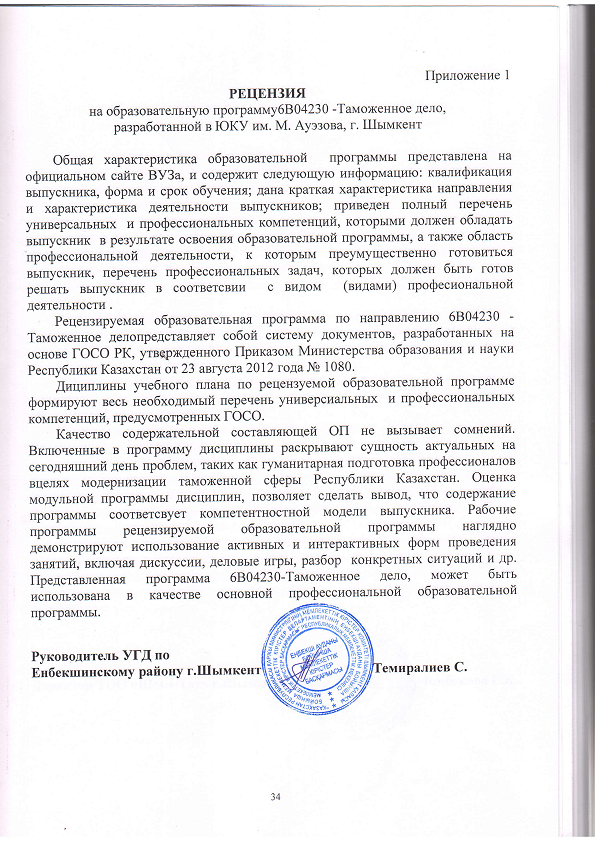 Приложение 1
РЕЦЕНЗИЯ
на образовательную программу6В04230 -Таможенное дело,
разработанной в ЮКУ им. М. Ауэзова, г. Шымкент
Общая характеристика образовательной программы представлена на
официальном сайте ВУЗа, и содержит следующую информацию: квалификация
выпускника, форма и срок обучения; дана краткая характеристика направления
и характеристика деятельности выпускников; приведен полный перечень
универсальных и профессиональных компетенций, которыми должен обладать
выпускник в результате освоения образовательной программы, а также область
профессиональной деятельности, к которым преимущественно готовиться
выпускник, перечень профессиональных задач, которых должен быть готов
решать выпускник в соответсвии с видом (видами) професиональной
деятельности .
Рецензируемая образовательная программа по направлению 6В04230 -
Таможенное делопредставляет собой систему документов, разработанных на
основе ГОСО РК, утвержденного Приказом Министерства образования и науки
Республики Казахстан от 23 августа 2012 года № 1080.
Дициплины учебного плана по рецензуемой образовательной программе
формируют весь необходимый перечень универсиальных и профессиональных
компетенций, предусмотренных ГОСО.
Качество содержательной составляющей ОП не вызывает сомнений.
Включенные в программу дисциплины раскрывают сущность актуальных на
сегодняшний день проблем, таких как гуманитарная подготовка профессионалов
вцелях модернизации таможенной сферы Республики Казахстан. Оценка
модульной программы дисциплин, позволяет сделать вывод, что содержание
программы соответсвует компетентностной модели выпускника. Рабочие
программы рецензируемой образовательной программы наглядно
демонстрируют использование активных и интерактивных форм проведения
занятий, включая дискуссии, деловые игры, разбор конкретных ситуаций и др.
Представленная программа 6В04230-Таможенное дело, может быть
использована в качестве основной профессиональной образовательной
программы.
Руководитель УГД по
Енбекшинскому району г.Шымкент Темиралиев С.
ЕҢБЕКШІ АУДАНЫ
БОЙЫНША
МЕМЛЕКЕТТІК
КІРІСТЕР
БАСҚАРМАСЫ
34